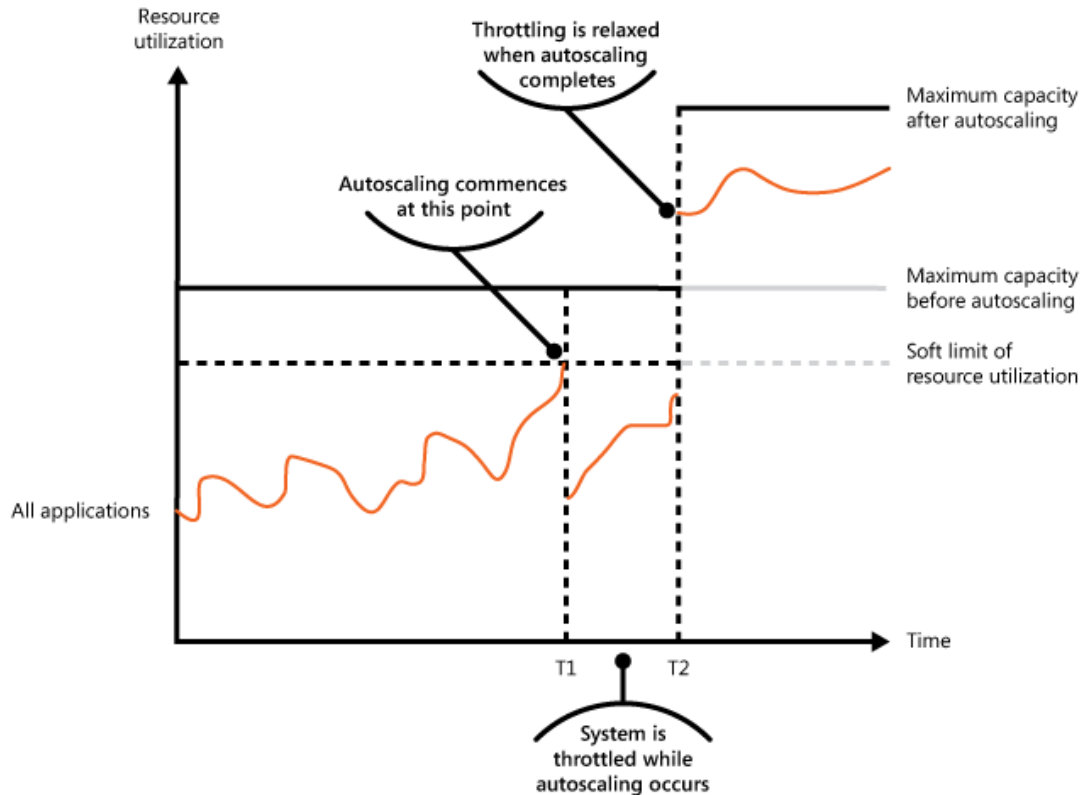 Resource
utilization
Throttling is relaxed
when autoscaling
completes
Maximum capacity
after autoscaling
Autoscaling commences
at this point
Maximum capacity
before autoscaling
Soft limit of
resource utilization
All applications
Time
T1
T2
System is
throttled while
autoscaling occurs